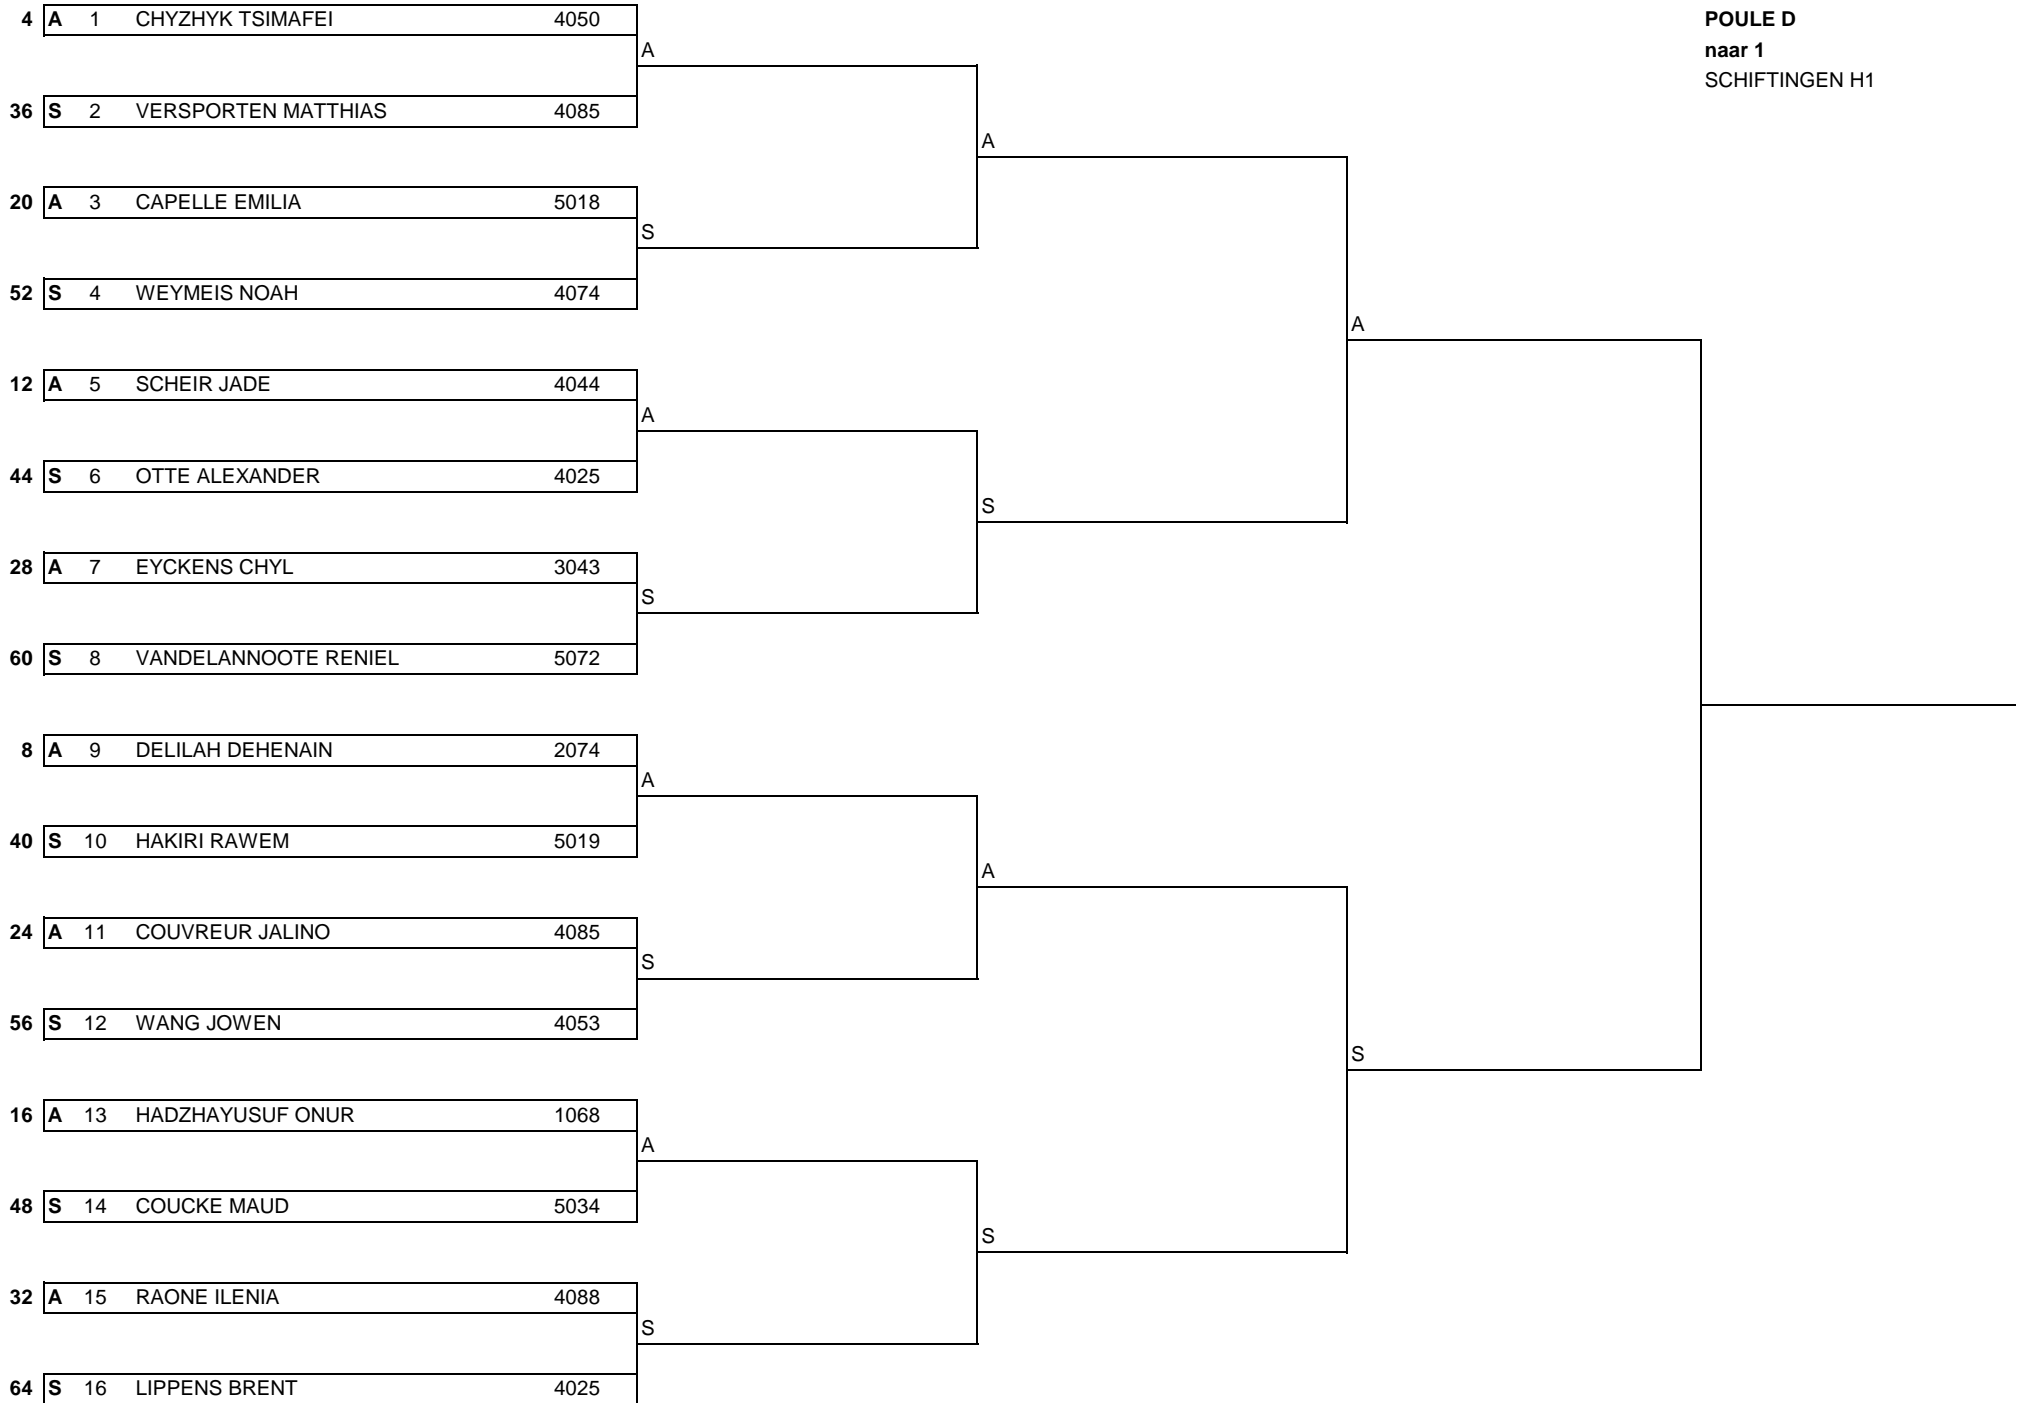 4 A 1 CHYZHYK TSIMAFEI 4050
POULE D
A
naar 1
SCHIFTINGEN H1
36 S 2 VERSPORTEN MATTHIAS 4085
A
20 A 3 CAPELLE EMILIA 5018
S
52 S 4 WEYMEIS NOAH 4074
A
12 A 5 SCHEIR JADE 4044
A
44 S 6 OTTE ALEXANDER 4025
S
28 A 7 EYCKENS CHYL 3043
S
60 S 8 VANDELANNOOTE RENIEL 5072
8 A 9 DELILAH DEHENAIN 2074
A
40 S 10 HAKIRI RAWEM 5019
A
24 A 11 COUVREUR JALINO 4085
S
56 S 12 WANG JOWEN 4053
S
16 A 13 HADZHAYUSUF ONUR 1068
A
48 S 14 COUCKE MAUD 5034
S
32 A 15 RAONE ILENIA 4088
S
64 S 16 LIPPENS BRENT 4025